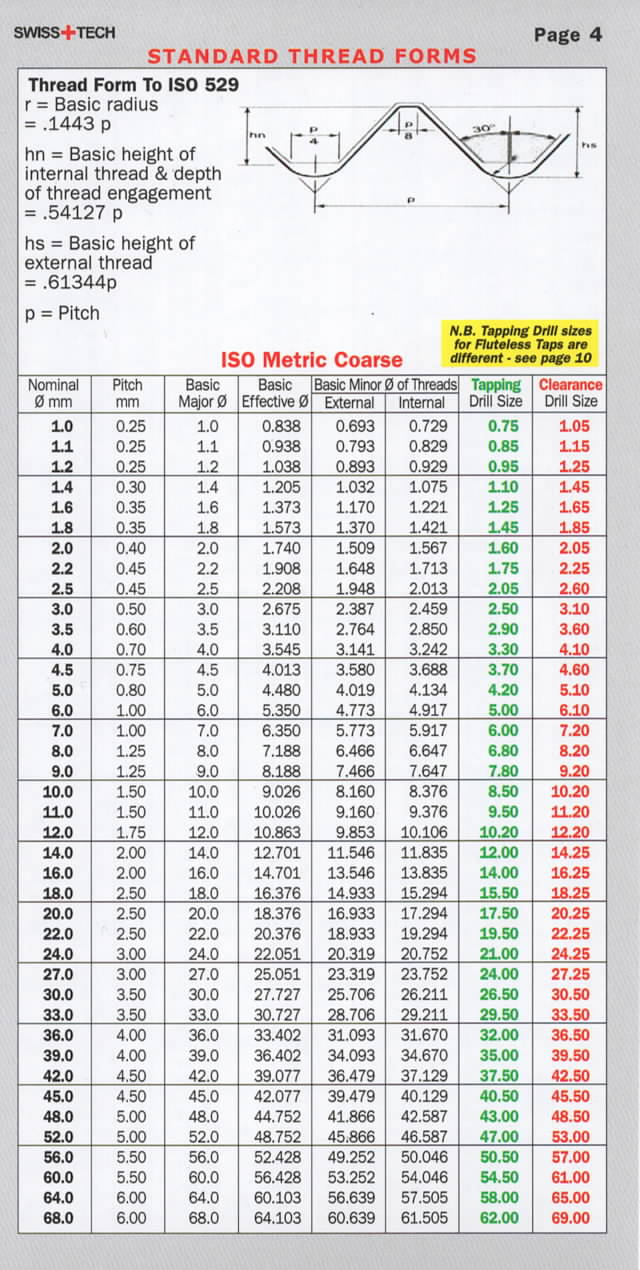 SWISS+TECH
Page 4
STANDARD THREAD FORMS
Thread Form To ISO 529
r = Basic radius
= .1443 p
hn = Basic height of
internal thread & depth
of thread engagement
= .54127 p
hs = Basic height of
external thread
= .61344p
p = Pitch
hn
P
4
P
8
30°
hs
P
N.B. Tapping Drill sizes
for Fluteless Taps are
different - see page 10
ISO Metric Coarse
Nominal Pitch Basic Basic Basic Minor Ø of Threads Tapping Clearance
Ø mm mm Major Ø Effective Ø External Internal Drill Size Drill Size
1.0 0.25 1.0 0.838 0.693 0.729 0.75 1.05
1.1 0.25 1.1 0.938 0.793 0.829 0.85 1.15
1.2 0.25 1.2 1.038 0.893 0.929 0.95 1.25
1.4 0.30 1.4 1.205 1.032 1.075 1.10 1.45
1.6 0.35 1.6 1.373 1.170 1.221 1.25 1.65
1.8 0.35 1.8 1.573 1.370 1.421 1.45 1.85
2.0 0.40 2.0 1.740 1.509 1.567 1.60 2.05
2.2 0.45 2.2 1.908 1.648 1.713 1.75 2.25
2.5 0.45 2.5 2.208 1.948 2.013 2.05 2.60
3.0 0.50 3.0 2.675 2.387 2.459 2.50 3.10
3.5 0.60 3.5 3.110 2.764 2.850 2.90 3.60
4.0 0.70 4.0 3.545 3.141 3.242 3.30 4.10
4.5 0.75 4.5 4.013 3.580 3.688 3.70 4.60
5.0 0.80 5.0 4.480 4.019 4.134 4.20 5.10
6.0 1.00 6.0 5.350 4.773 4.917 5.00 6.10
7.0 1.00 7.0 6.350 5.773 5.917 6.00 7.20
8.0 1.25 8.0 7.188 6.466 6.647 6.80 8.20
9.0 1.25 9.0 8.188 7.466 7.647 7.80 9.20
10.0 1.50 10.0 9.026 8.160 8.376 8.50 10.20
11.0 1.50 11.0 10.026 9.160 9.376 9.50 11.20
12.0 1.75 12.0 10.863 9.853 10.106 10.20 12.20
14.0 2.00 14.0 12.701 11.546 11.835 12.00 14.25
16.0 2.00 16.0 14.701 13.546 13.835 14.00 16.25
18.0 2.50 18.0 16.376 14.933 15.294 15.50 18.25
20.0 2.50 20.0 18.376 16.933 17.294 17.50 20.25
22.0 2.50 22.0 20.376 18.933 19.294 19.50 22.25
24.0 3.00 24.0 22.051 20.319 20.752 21.00 24.25
27.0 3.00 27.0 25.051 23.319 23.752 24.00 27.25
30.0 3.50 30.0 27.727 25.706 26.211 26.50 30.50
33.0 3.50 33.0 30.727 28.706 29.211 29.50 33.50
36.0 4.00 36.0 33.402 31.093 31.670 32.00 36.50
39.0 4.00 39.0 36.402 34.093 34.670 35.00 39.50
42.0 4.50 42.0 39.077 36.479 37.129 37.50 42.50
45.0 4.50 45.0 42.077 39.479 40.129 40.50 45.50
48.0 5.00 48.0 44.752 41.866 42.587 43.00 48.50
52.0 5.00 52.0 48.752 45.866 46.587 47.00 53.00
56.0 5.50 56.0 52.428 49.252 50.046 50.50 57.00
60.0 5.50 60.0 56.428 53.252 54.046 54.50 61.00
64.0 6.00 64.0 60.103 56.639 57.505 58.00 65.00
68.0 6.00 68.0 64.103 60.639 61.505 62.00 69.00